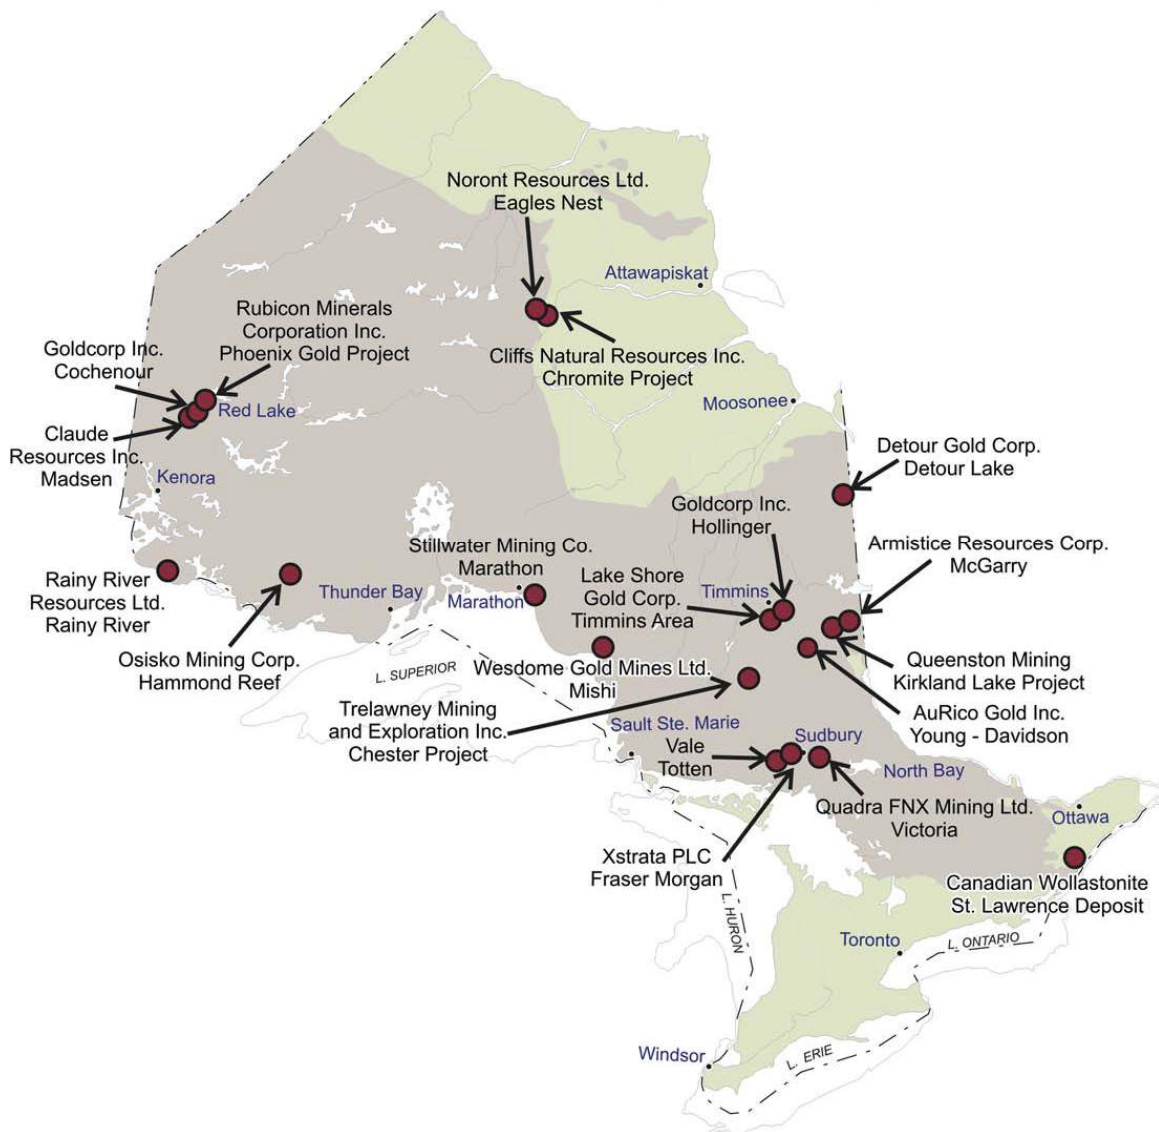 Noront Resources Ltd.
Eagles Nest
Attawapiskat
Rubicon Minerals
Corporation Inc.
Phoenix Gold Project
Goldcorp Inc.
Cochenour
Cliffs Natural Resources Inc.
Chromite Project
Red Lake
Moosonee
Claude
Resources Inc.
Madsen
Kenora
Detour Gold Corp.
Detour Lake
Goldcorp Inc.
Hollinger
Stillwater Mining Co.
Marathon
Armistice Resources Corp.
McGarry
Rainy River
Resources Ltd.
Rainy River
Thunder Bay
Marathon
Lake Shore
Gold Corp.
Timmins Area
Timmins
Osisko Mining Corp.
Hammond Reef
L. SUPERIOR
Wesdome Gold Mines Ltd.
Mishi
Queenston Mining
Kirkland Lake Project
Trelawney Mining
and Exploration Inc.
Chester Project
AuRico Gold Inc.
Young - Davidson
Sault Ste. Marie
Vale
Totten
Sudbury
North Bay
Quadra FNX Mining Ltd.
Victoria
Ottawa
Xstrata PLC
Fraser Morgan
Canadian Wollastonite
St. Lawrence Deposit
L. HURON
Toronto
L. ONTARIO
Windsor
L. ERIE